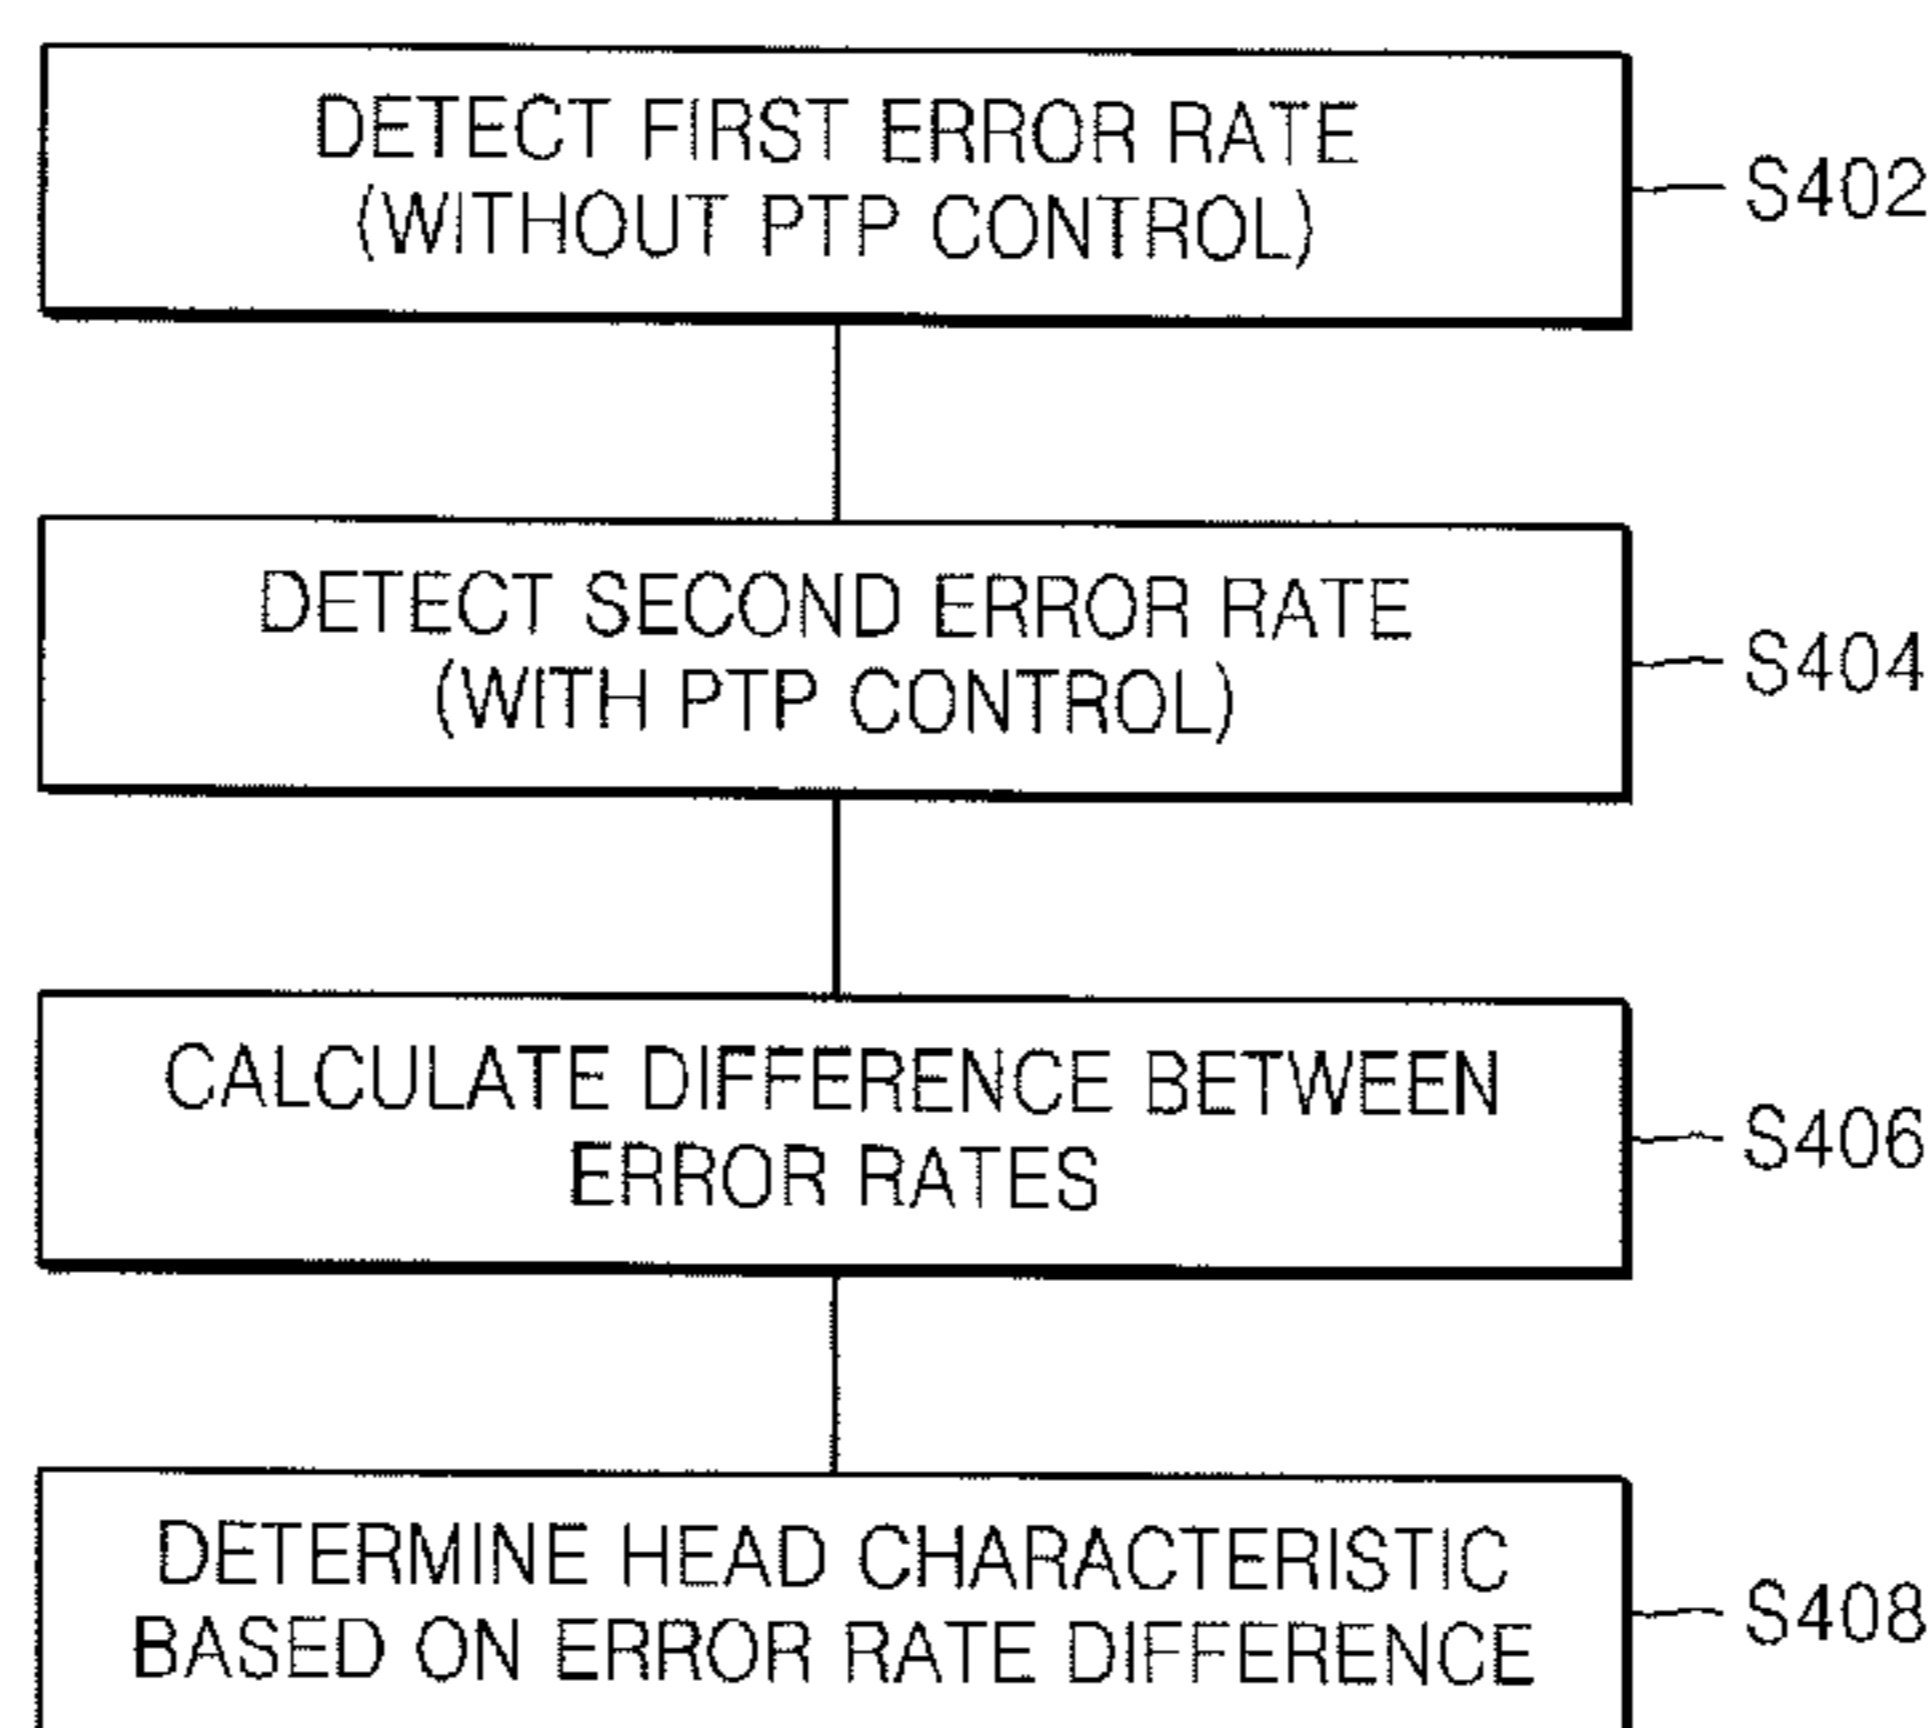 DETECT FIRST ERROR RATE
(WITHOUT PTP CONTROL)
S402
DETECT SECOND ERROR RATE
(WITH PTP CONTROL)
S404
CALCULATE DIFFERENCE BETWEEN
ERROR RATES
S406
DETERMINE HEAD CHARACTERISTIC
BASED ON ERROR RATE DIFFERENCE
S408